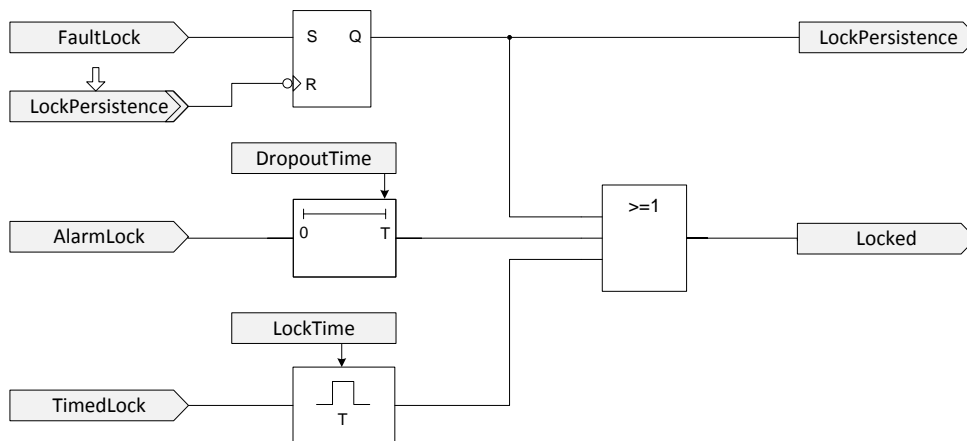 FaultLock
S Q
LockPersistence
LockPersistence
R
DropoutTime
>=1
AlarmLock
0 T
Locked
LockTime
TimedLock
T